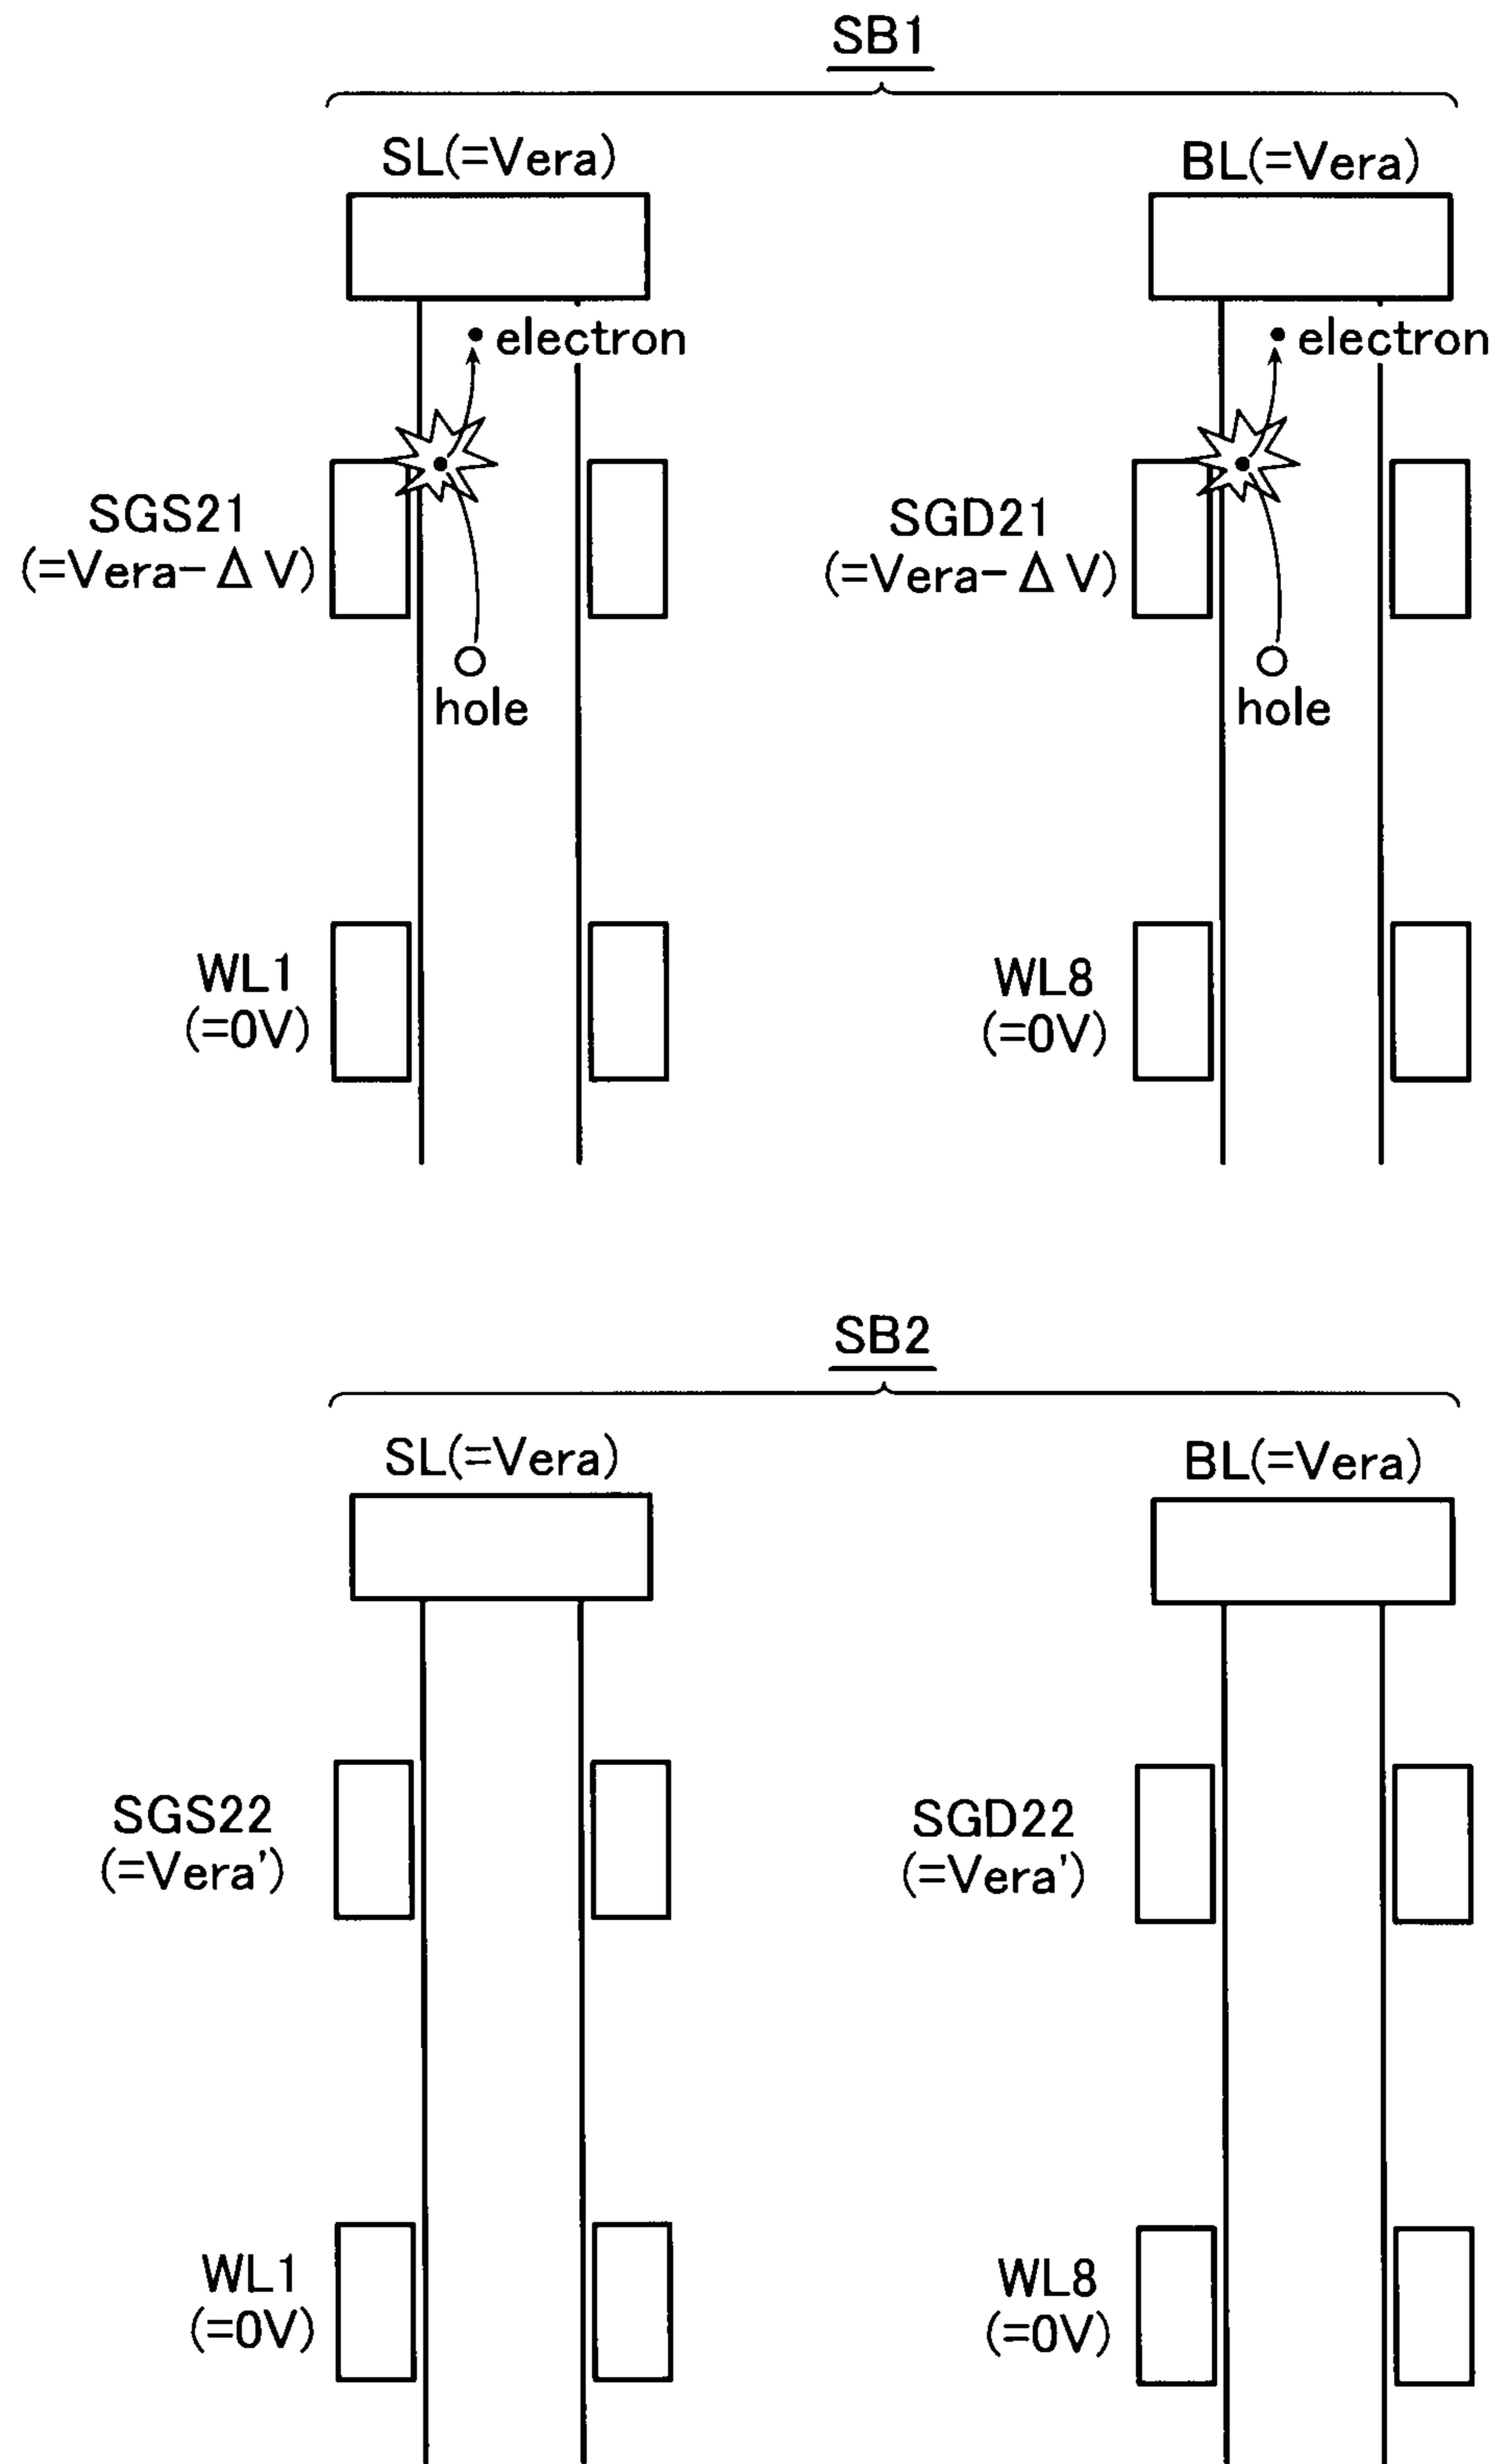 SB1
SL(=Vera)
BL(=Vera)
electron
electron
SGS21
(=Vera-ΔV)
SGD21
(=Vera-ΔV)
hole
hole
WL1
(=0V)
WL8
(=0V)
SB2
SL(=Vera)
BL(=Vera)
SGS22
(=Vera')
SGD22
(=Vera')
WL1
(=0V)
WL8
(=0V)